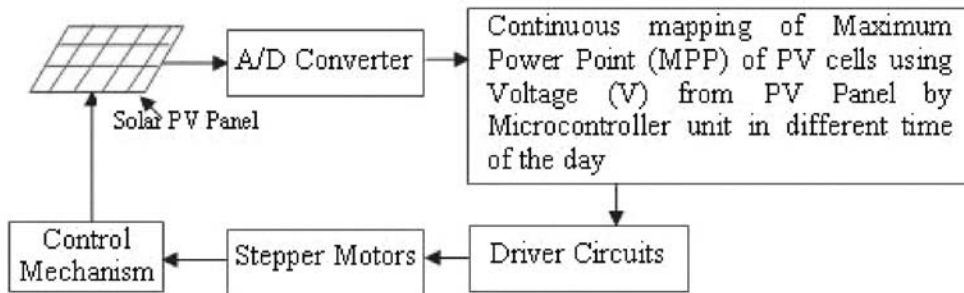 Solar PV Panel
A/D Converter
Continuous mapping of Maximum
Power Point (MPP) of PV cells using
Voltage (V) from PV Panel by
Microcontroller unit in different time
of the day
Driver Circuits
Stepper Motors
Control
Mechanism